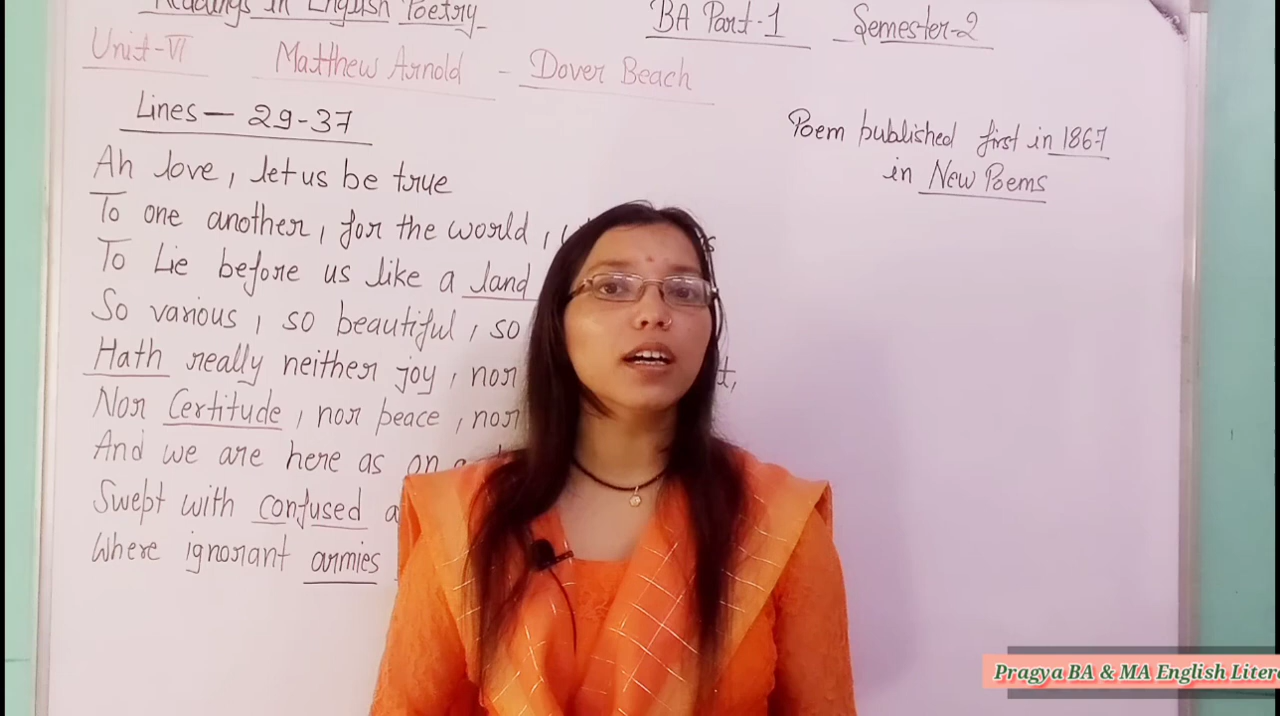 Readings in English Poetry
BA Part-1 Semester-2
Unit-VI Matthew Arnold - Dover Beach
Lines— 29-37
Poem published first in 1867
in New Poems
Ah love, let us be true
To one another, for the world,
To Lie before us like a land
So various, so beautiful, so
Hath really neither joy, nor
Nor Certitude, nor peace, nor
And we are here as on a
Swept with confused
Where ignorant armies
Pragya BA & MA English